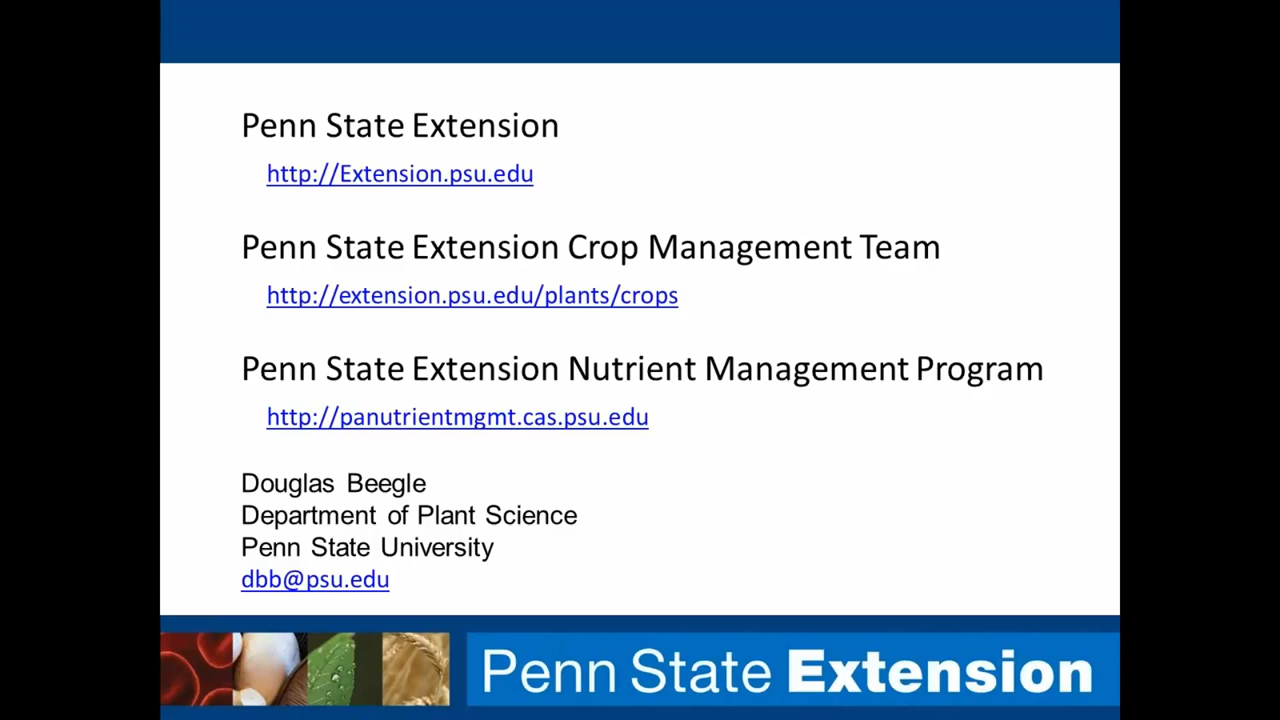 Penn State Extension
http://Extension.psu.edu
Penn State Extension Crop Management Team
http://extension.psu.edu/plants/crops
Penn State Extension Nutrient Management Program
http://panutrientmgmt.cas.psu.edu
Douglas Beegle
Department of Plant Science
Penn State University
dbb@psu.edu
Penn State Extension